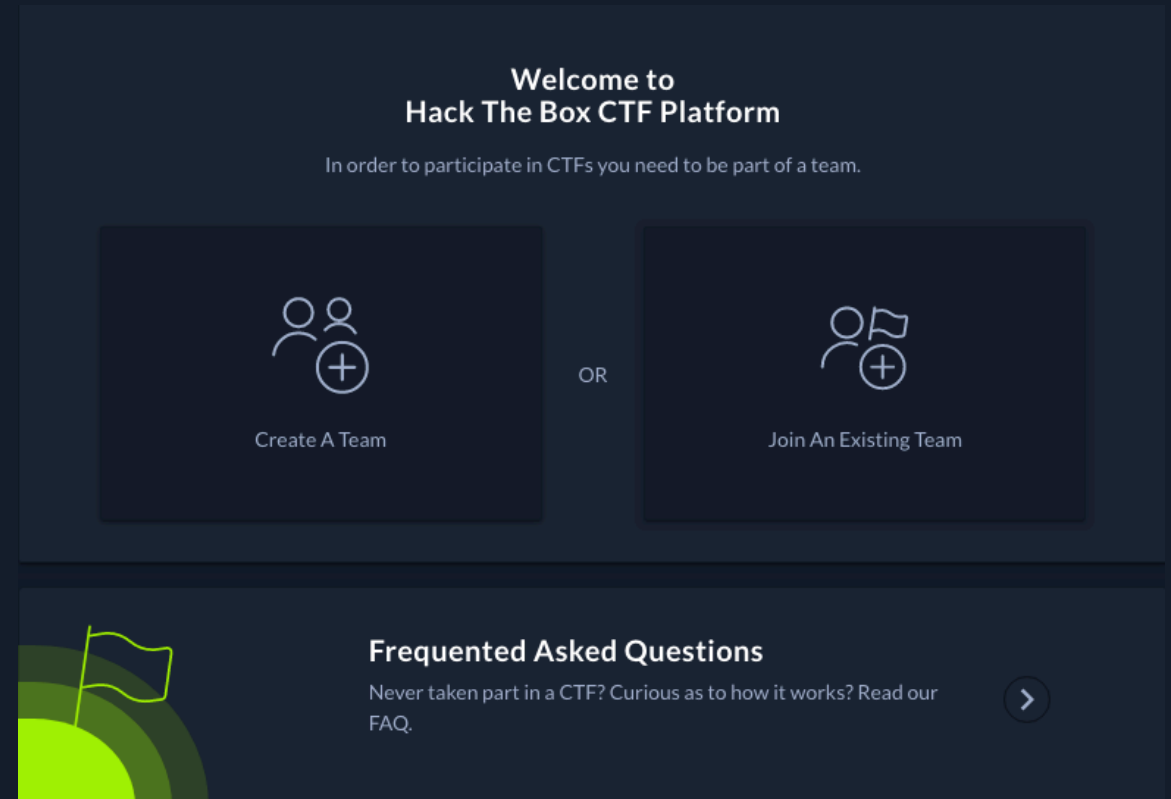 Welcome to
Hack The Box CTF Platform
In order to participate in CTFs you need to be part of a team.
Create A Team
OR
Join An Existing Team
Frequented Asked Questions
Never taken part in a CTF? Curious as to how it works? Read our
FAQ.